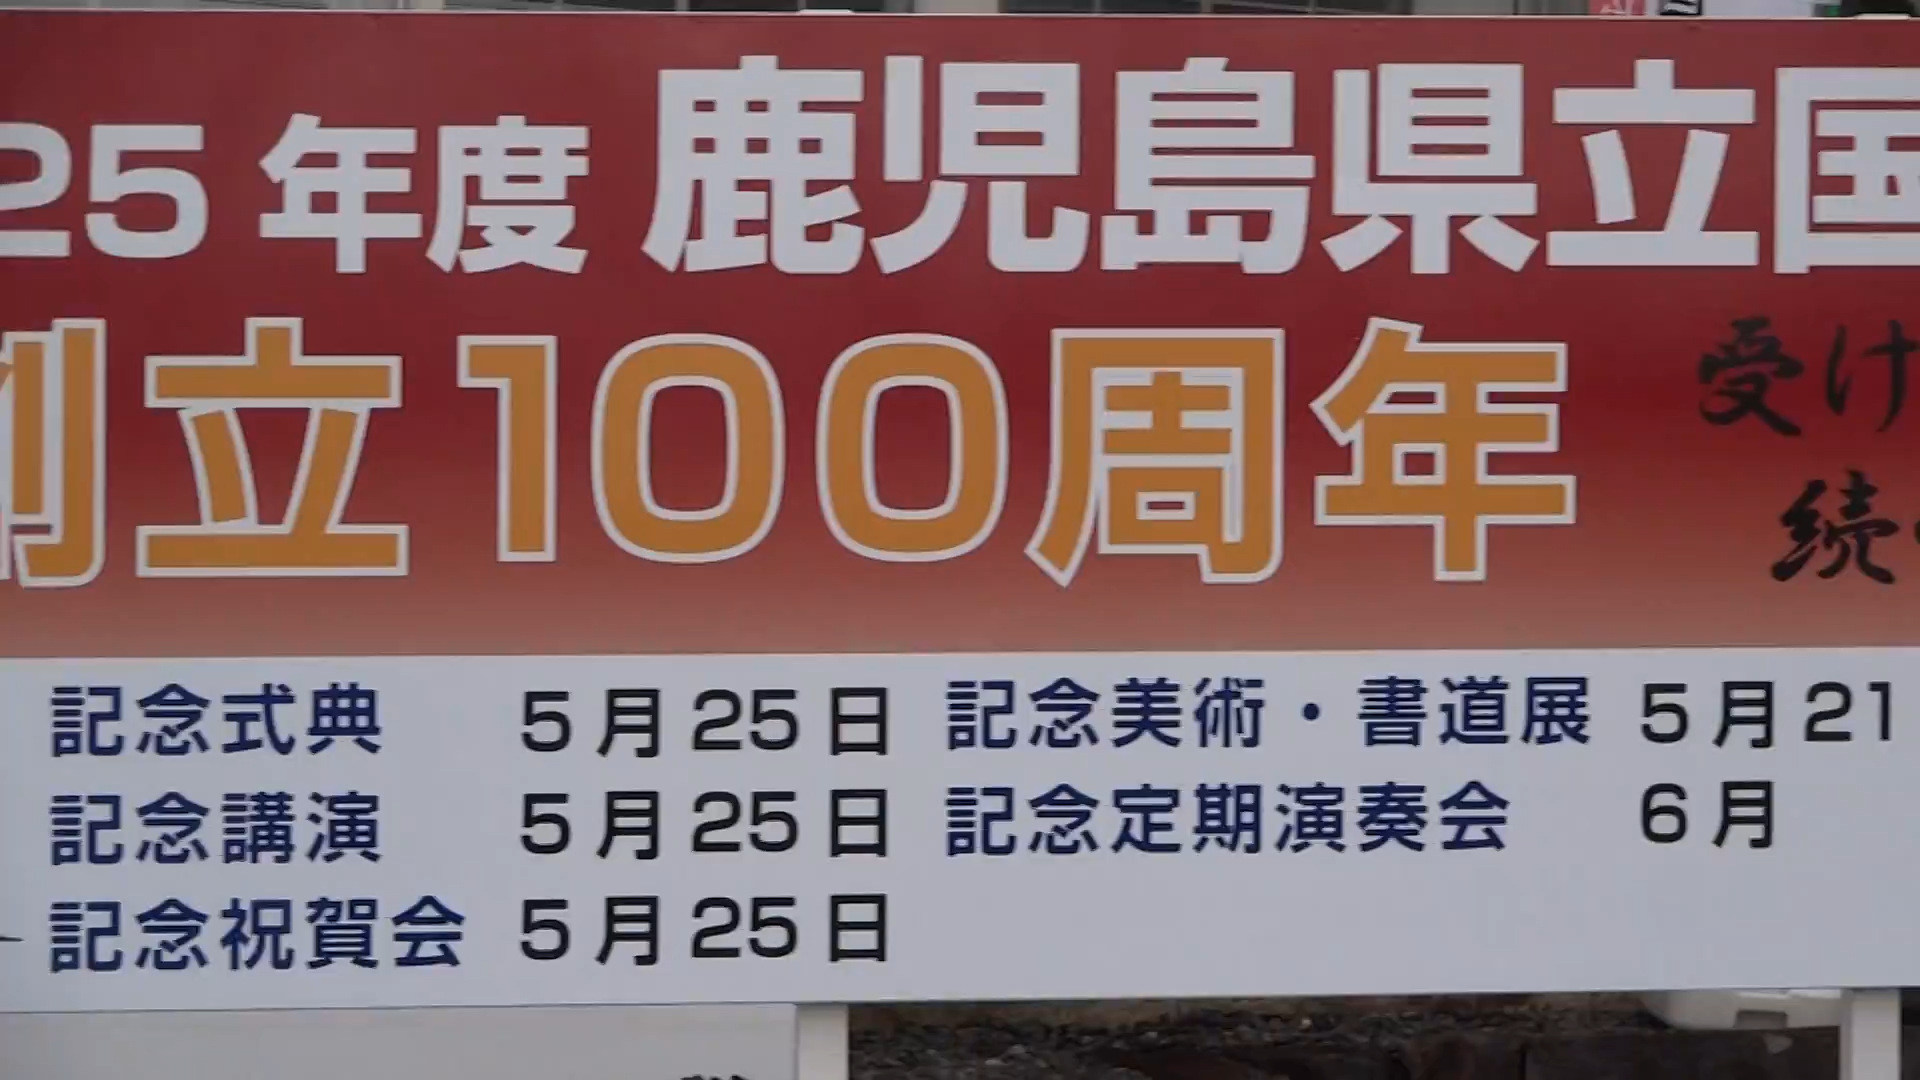 25年度 鹿児島県立国
創立100周年
受け
続
記念式典 5月25日 記念美術・書道展 5月21
記念講演 5月25日 記念定期演奏会 6月
記念祝賀会 5月25日